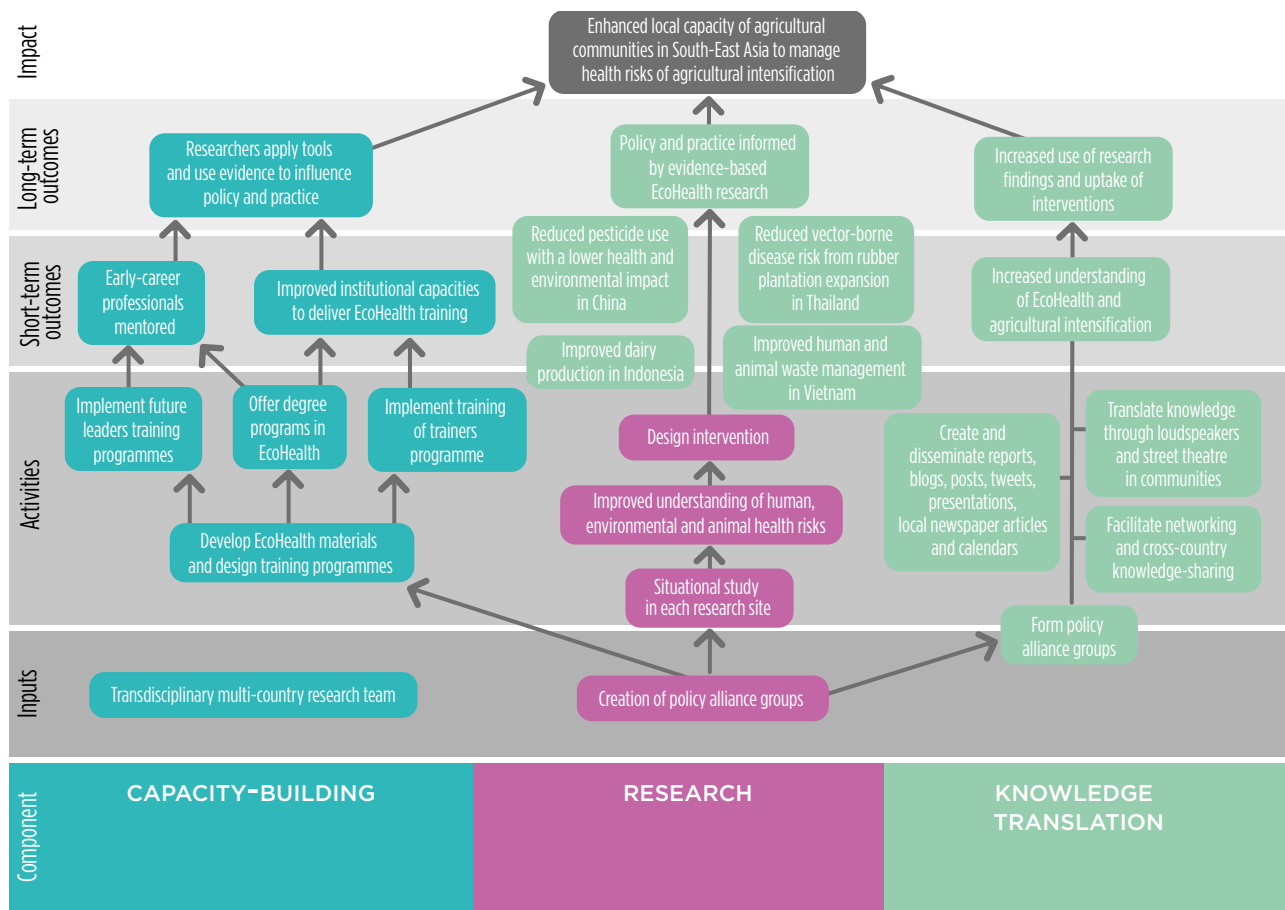 Impact
Enhanced local capacity of agricultural
communities in South-East Asia to manage
health risks of agricultural intensification
Long-term
outcomes
Researchers apply tools
and use evidence to influence
policy and practice
Policy and practice informed
by evidence-based
EcoHealth research
Increased use of research
findings and uptake of
interventions
Short-term
outcomes
Early-career
professionals
mentored
Improved institutional capacities
to deliver EcoHealth training
Reduced pesticide use
with a lower health and
environmental impact
in China
Reduced vector-borne
disease risk from rubber
plantation expansion
in Thailand
Increased understanding
of EcoHealth and
agricultural intensification
Improved dairy
production in Indonesia
Improved human and
animal waste management
in Vietnam
Activities
Implement future
leaders training
programmes
Offer degree
programs in
EcoHealth
Implement training
of trainers
programme
Design intervention
Create and
disseminate reports,
blogs, posts, tweets,
presentations,
local newspaper articles
and calendars
Translate knowledge
through loudspeakers
and street theatre
in communities
Improved understanding of human,
environmental and animal health risks
Facilitate networking
and cross-country
knowledge-sharing
Develop EcoHealth materials
and design training programmes
Situational study
in each research site
Form policy
alliance groups
Inputs
Transdisciplinary multi-country research team
Creation of policy alliance groups
Component
CAPACITY-BUILDING
RESEARCH
KNOWLEDGE
TRANSLATION